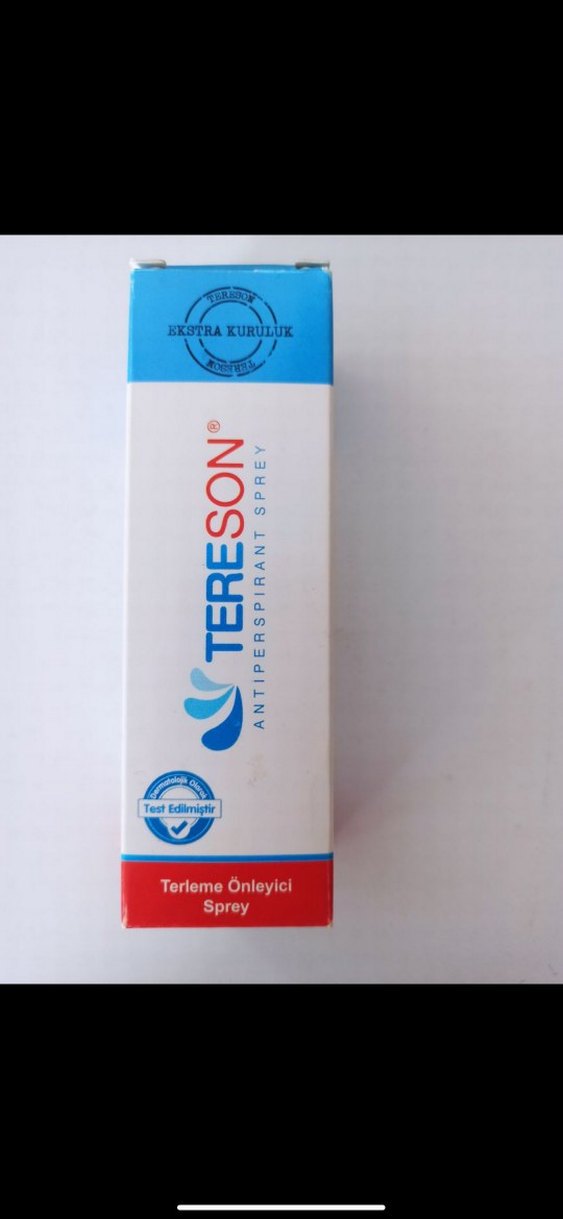 TERESON
EKSTRA KURULUK
TERESON
TERESON®
ANTIPERSPIRANT SPREY
Dermatolojik Olarak
Test Edilmiştir
Terleme Önleyici
Sprey